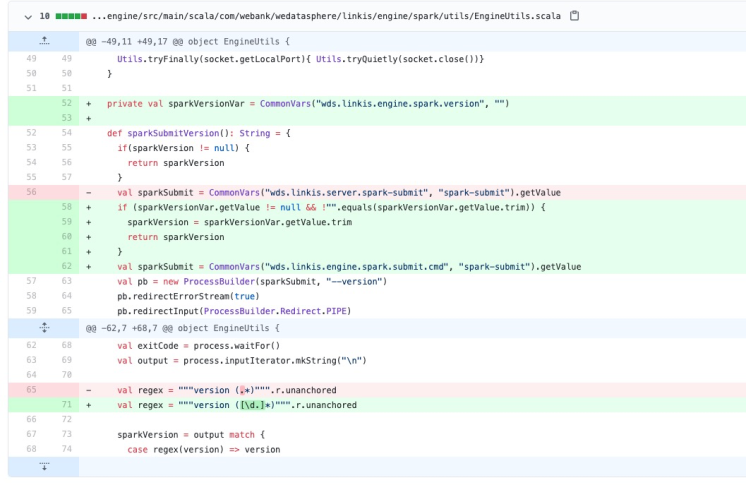 10 ...engine/src/main/scala/com/webank/wedatasphere/linkis/engine/spark/utils/EngineUtils.scala
@@ -49,11 +49,17 @@ object EngineUtils {
49 49 Utils.tryFinally(socket.getLocalPort){ Utils.tryQuietly(socket.close())}
50 50 }
51 51
52 + private val sparkVersionVar = CommonVars("wds.linkis.engine.spark.version", "")
53 +
52 54 def sparkSubmitVersion(): String = {
53 55 if(sparkVersion != null) {
54 56 return sparkVersion
55 57 }
56 - val sparkSubmit = CommonVars("wds.linkis.server.spark-submit", "spark-submit").getValue
58 + if (sparkVersionVar.getValue != null && !"".equals(sparkVersionVar.getValue.trim)) {
59 + sparkVersion = sparkVersionVar.getValue.trim
60 + return sparkVersion
61 + }
62 + val sparkSubmit = CommonVars("wds.linkis.engine.spark.submit.cmd", "spark-submit").getValue
57 63 val pb = new ProcessBuilder(sparkSubmit, "--version")
58 64 pb.redirectErrorStream(true)
59 65 pb.redirectInput(ProcessBuilder.Redirect.PIPE)
@@ -62,7 +68,7 @@ object EngineUtils {
62 68 val exitCode = process.waitFor()
63 69 val output = process.inputIterator.mkString("\n")
64 70
65 - val regex = """version (.*)""".r.unanchored
71 + val regex = """version ([\d.]*)""".r.unanchored
66 72
67 73 sparkVersion = output match {
68 74 case regex(version) => version